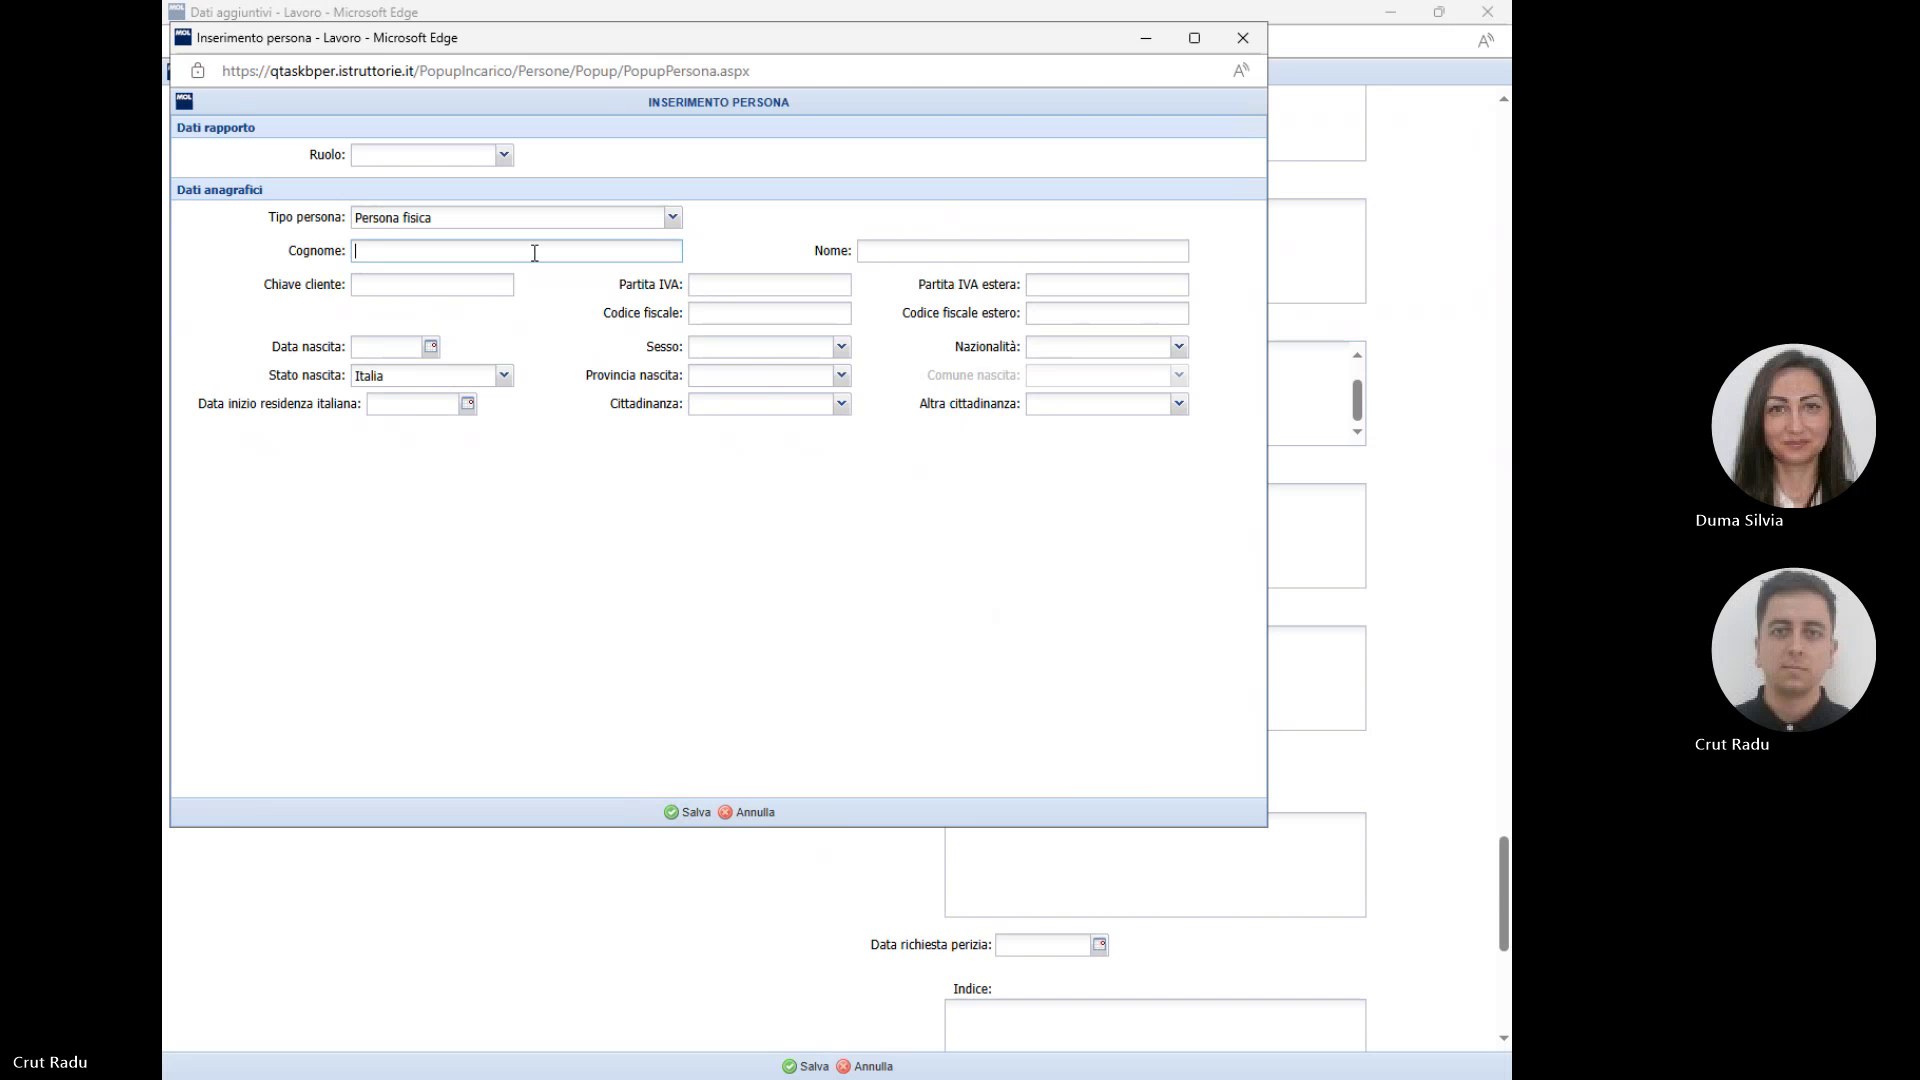 MOL Dati aggiuntivi - Lavoro - Microsoft Edge
MOL Inserimento persona - Lavoro - Microsoft Edge
https://qtaskbper.istruttorie.it/PopupIncarico/Persone/Popup/PopupPersona.aspx
MOL INSERIMENTO PERSONA
Dati rapporto
Ruolo:
Dati anagrafici
Tipo persona: Persona fisica
Cognome: Nome:
Chiave cliente: Partita IVA: Partita IVA estera:
Codice fiscale: Codice fiscale estero:
Data nascita: Sesso: Nazionalità:
Stato nascita: Italia Provincia nascita: Comune nascita:
Data inizio residenza italiana: Cittadinanza: Altra cittadinanza:
Salva Annulla
Data richiesta perizia:
Indice:
Salva Annulla
Duma Silvia
Crut Radu
Crut Radu